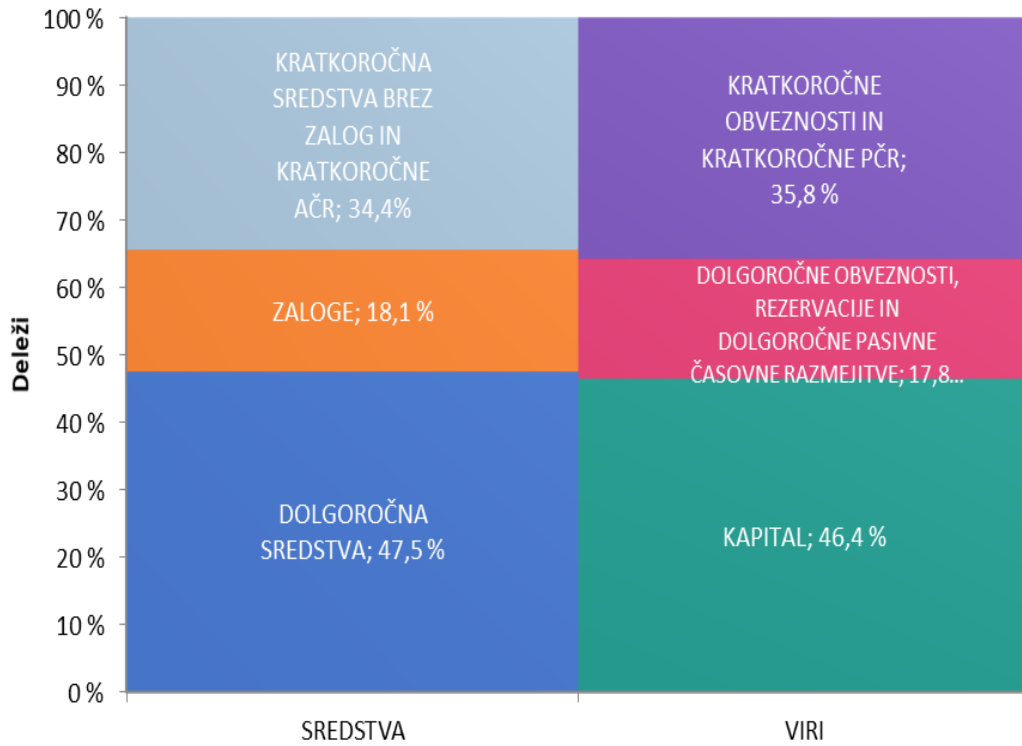 100 %
90 %
80 %
70 %
60 %
50 %
40 %
30 %
20 %
10 %
0 %
Deleži
KRATKOROČNA
SREDSTVA BREZ
ZALOG IN
KRATKOROČNE
AČR; 34,4%
ZALOGE; 18,1 %
DOLGOROČNA
SREDSTVA; 47,5 %
KRATKOROČNE
OBVEZNOSTI IN
KRATKOROČNE PČR;
35,8 %
DOLGOROČNE OBVEZNOSTI,
REZERVACIJE IN
DOLGOROČNE PASIVNE
ČASOVNE RAZMEJITVE; 17,8...
KAPITAL; 46,4 %
SREDSTVA
VIRI